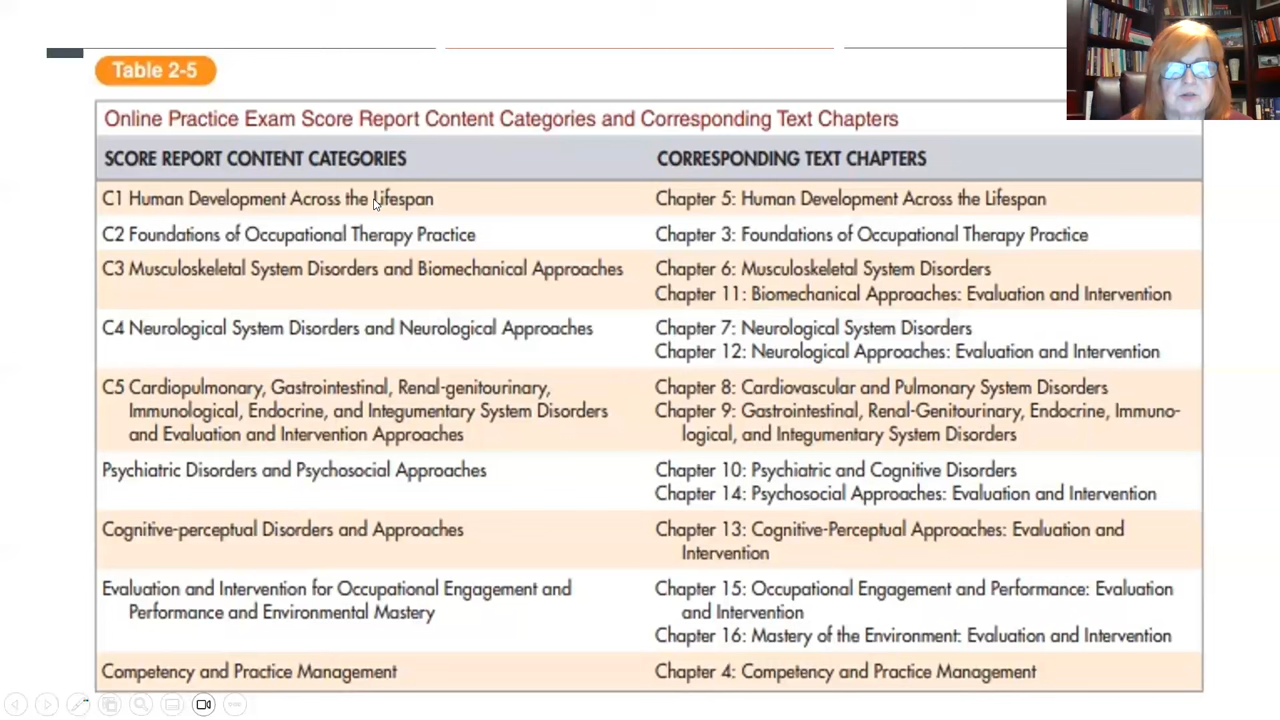 Table 2-5
Online Practice Exam Score Report Content Categories and Corresponding Text Chapters
SCORE REPORT CONTENT CATEGORIES CORRESPONDING TEXT CHAPTERS
C1 Human Development Across the Lifespan Chapter 5: Human Development Across the Lifespan
C2 Foundations of Occupational Therapy Practice Chapter 3: Foundations of Occupational Therapy Practice
C3 Musculoskeletal System Disorders and Biomechanical Approaches Chapter 6: Musculoskeletal System Disorders
Chapter 11: Biomechanical Approaches: Evaluation and Intervention
C4 Neurological System Disorders and Neurological Approaches Chapter 7: Neurological System Disorders
Chapter 12: Neurological Approaches: Evaluation and Intervention
C5 Cardiopulmonary, Gastrointestinal, Renal-genitourinary, Chapter 8: Cardiovascular and Pulmonary System Disorders
Immunological, Endocrine, and Integumentary System Disorders Chapter 9: Gastrointestinal, Renal-Genitourinary, Endocrine, Immuno-
and Evaluation and Intervention Approaches logical, and Integumentary System Disorders
Psychiatric Disorders and Psychosocial Approaches Chapter 10: Psychiatric and Cognitive Disorders
Chapter 14: Psychosocial Approaches: Evaluation and Intervention
Cognitive-perceptual Disorders and Approaches Chapter 13: Cognitive-Perceptual Approaches: Evaluation and
Intervention
Evaluation and Intervention for Occupational Engagement and Chapter 15: Occupational Engagement and Performance: Evaluation
Performance and Environmental Mastery and Intervention
Chapter 16: Mastery of the Environment: Evaluation and Intervention
Competency and Practice Management Chapter 4: Competency and Practice Management